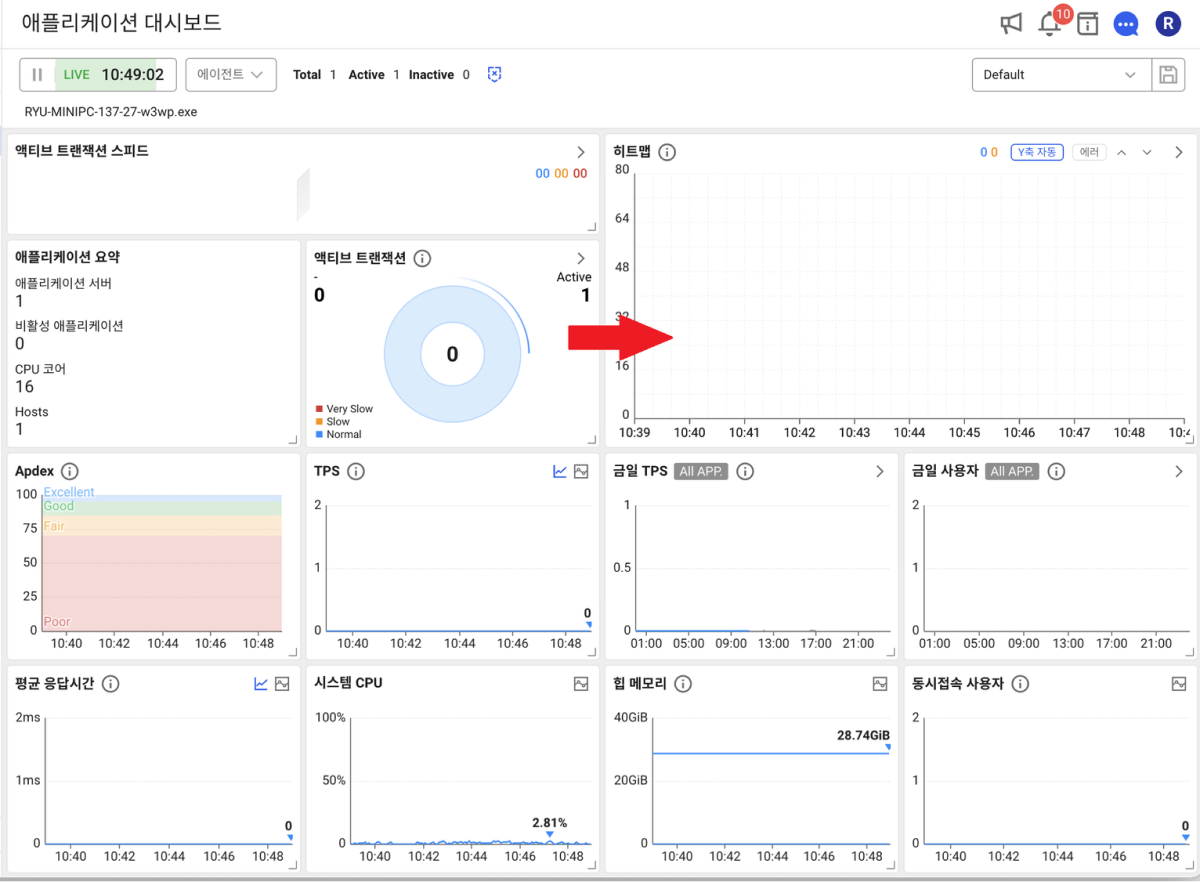 애플리케이션 대시보드
10
R
LIVE 10:49:02
에이전트
Total 1 Active 1 Inactive 0
Default
RYU-MINIPC-137-27-w3wp.exe
액티브 트랜잭션 스피드
00 00 00
히트맵
0 0 Y축 자동 에러
80
64
48
32
16
0
10:39 10:40 10:41 10:42 10:43 10:44 10:45 10:46 10:47 10:48 10:4
애플리케이션 요약
애플리케이션 서버
1
비활성 애플리케이션
0
CPU 코어
16
Hosts
1
액티브 트랜잭션
-
0
Active
1
0
Very Slow
Slow
Normal
Apdex
100
75
50
25
0
Excellent
Good
Fair
Poor
10:40 10:42 10:44 10:46 10:48
TPS
2
1
0
0
10:40 10:42 10:44 10:46 10:48
금일 TPS All APP.
1
0.5
0
01:00 05:00 09:00 13:00 17:00 21:00
금일 사용자 All APP.
2
1
0
01:00 05:00 09:00 13:00 17:00 21:00
평균 응답시간
2ms
1ms
0
0
10:40 10:42 10:44 10:46 10:48
시스템 CPU
100%
50%
0
2.81%
10:40 10:42 10:44 10:46 10:48
힙 메모리
40GiB
20GiB
0
28.74GiB
10:40 10:42 10:44 10:46 10:48
동시접속 사용자
2
1
0
0
10:40 10:42 10:44 10:46 10:48